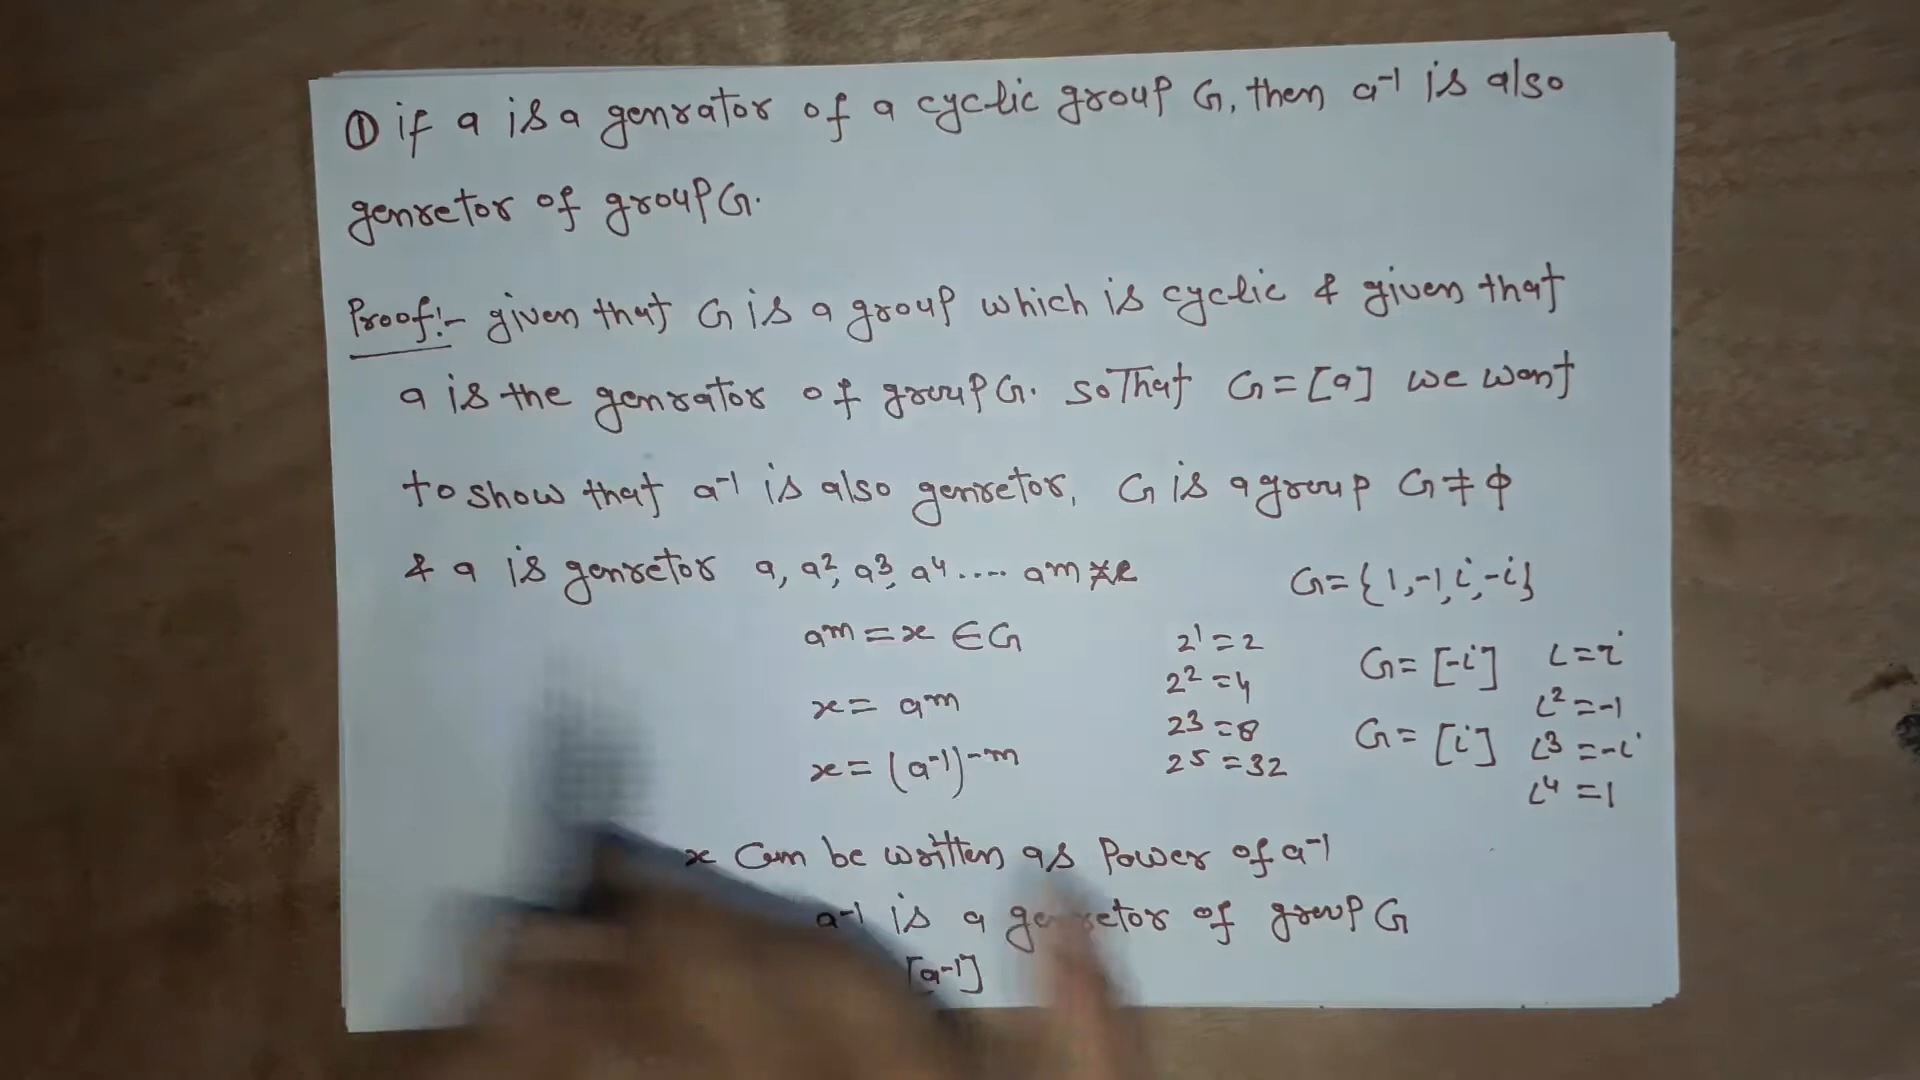 ① if a is a genrator of a cyclic group G, then a⁻¹ is also
genretor of group G.
Proof:- given that G is a group which is cyclic & given that
a is the genrator of group G. so That G = [a] we want
to show that a⁻¹ is also genretor, G is a group G ≠ ϕ
& a is genretor a, a², a³, a⁴ .... am
G = {1, -1, i, -i}
am = x ∈ G
x = am
x = (a⁻¹)⁻m
2¹ = 2
2² = 4
2³ = 8
2⁵ = 32
G = [-i]
G = [i]
i = i
i² = -1
i³ = -i
i⁴ = 1
x Can be written as Power of a⁻¹
a⁻¹ is a genretor of group G
[a⁻¹]